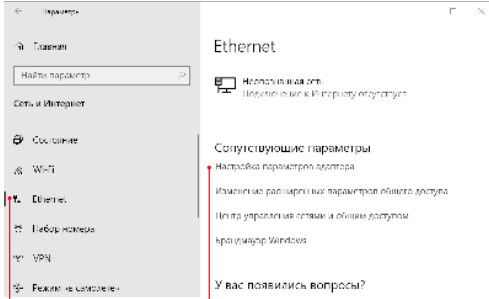 Параметры
Главная
Найти параметр
Сеть и Интернет
Состояние
Wi-Fi
Ethernet
Набор номера
VPN
Режим «в самолете»
Ethernet
Неопознанная сеть
Подключение к Интернету отсутствует
Сопутствующие параметры
Настройка параметров адаптера
Изменение расширенных параметров общего доступа
Центр управления сетями и общим доступом
Брандмауэр Windows
У вас появились вопросы?